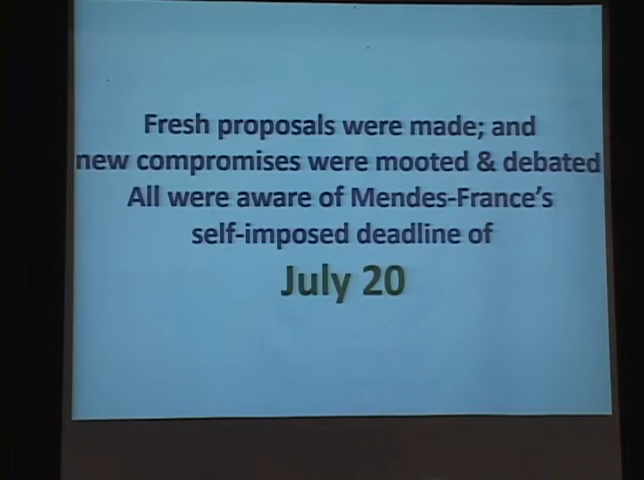 Fresh proposals were made; and
new compromises were mooted & debated
All were aware of Mendes-France's
self-imposed deadline of
July 20